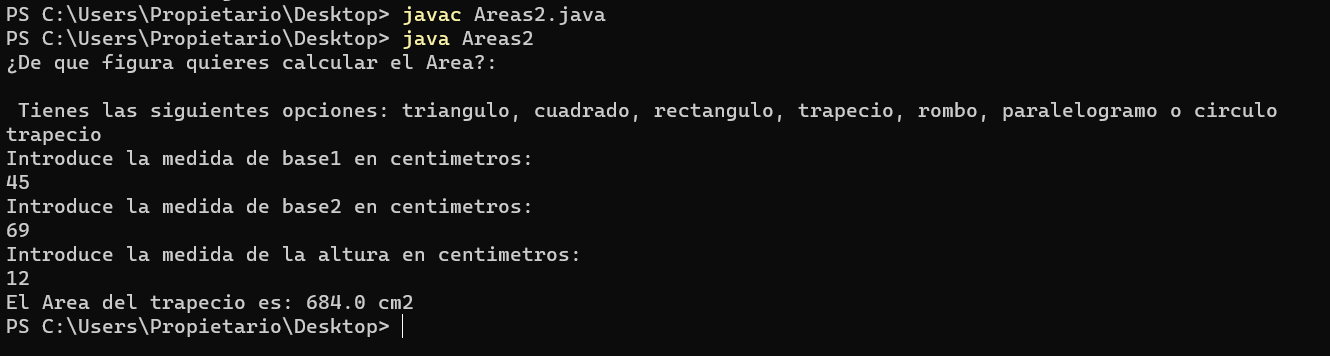 PS C:\Users\Propietario\Desktop> javac Areas2.java
PS C:\Users\Propietario\Desktop> java Areas2
¿De que figura quieres calcular el Area?:
Tienes las siguientes opciones: triangulo, cuadrado, rectangulo, trapecio, rombo, paralelogramo o circulo
trapecio
Introduce la medida de base1 en centimetros:
45
Introduce la medida de base2 en centimetros:
69
Introduce la medida de la altura en centimetros:
12
El Area del trapecio es: 684.0 cm2
PS C:\Users\Propietario\Desktop>